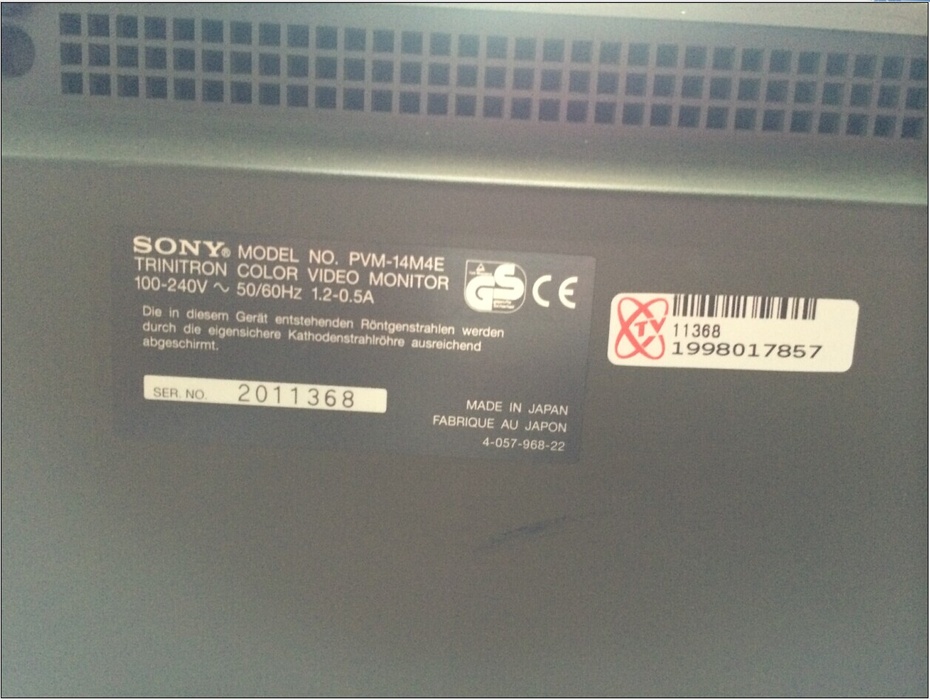 SONY® MODEL NO. PVM-14M4E
TRINITRON COLOR VIDEO MONITOR
100-240V ~ 50/60Hz 1.2-0.5A
Die in diesem Gerät entstehenden Röntgenstrahlen werden
durch die eigensichere Kathodenstrahlröhre ausreichend
abgeschirmt.
SER. NO. 2011368
MADE IN JAPAN
FABRIQUE AU JAPON
4-057-968-22
GS
CE
TV
11368
1998017857